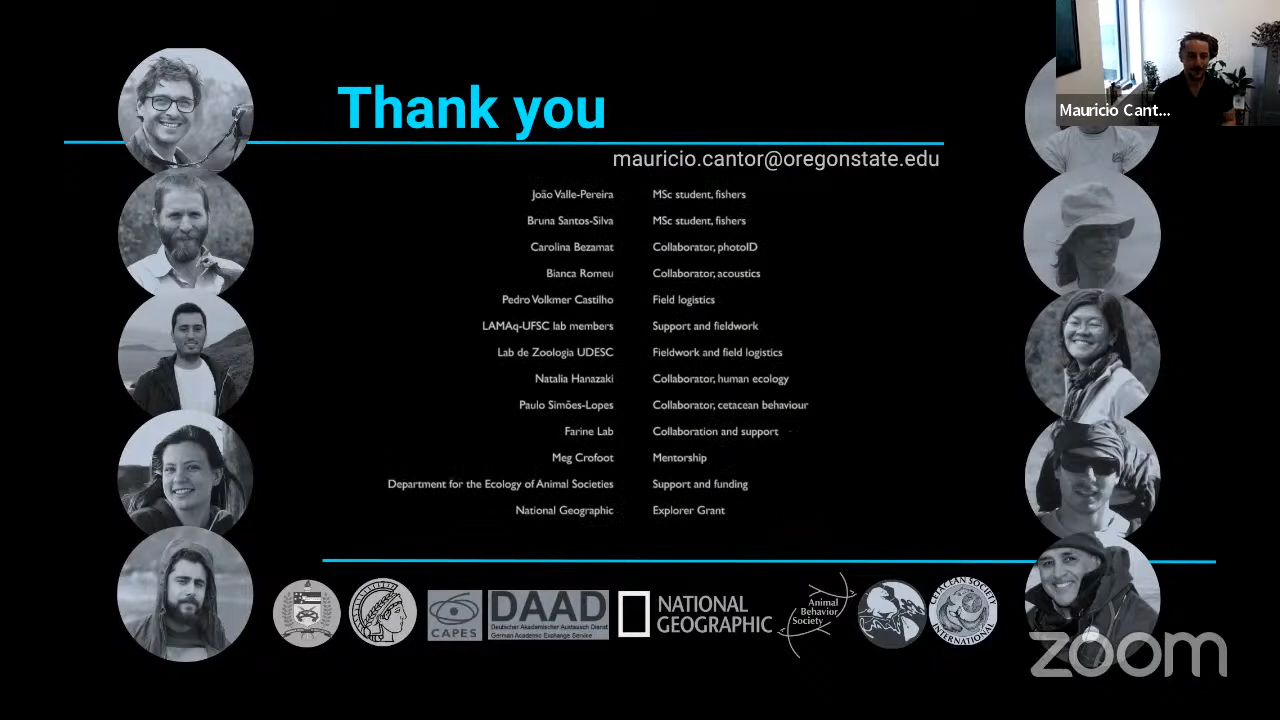 Thank you
Mauricio Cant...
mauricio.cantor@oregonstate.edu
João Valle-Pereira MSc student, fishers
Bruna Santos-Silva MSc student, fishers
Carolina Bezamat Collaborator, photoID
Bianca Romeu Collaborator, acoustics
Pedro Volkmer Castilho Field logistics
LAMAq-UFSC lab members Support and fieldwork
Lab de Zoologia UDESC Fieldwork and field logistics
Natalia Hanazaki Collaborator, human ecology
Paulo Simões-Lopes Collaborator, cetacean behaviour
Farine Lab Collaboration and support
Meg Crofoot Mentorship
Department for the Ecology of Animal Societies Support and funding
National Geographic Explorer Grant
CAPES
DAAD
Deutscher Akademischer Austausch Dienst
German Academic Exchange Service
NATIONAL
GEOGRAPHIC
Animal
Behavior
Society
CETACEAN SOCIETY
INTERNATIONAL
zoom